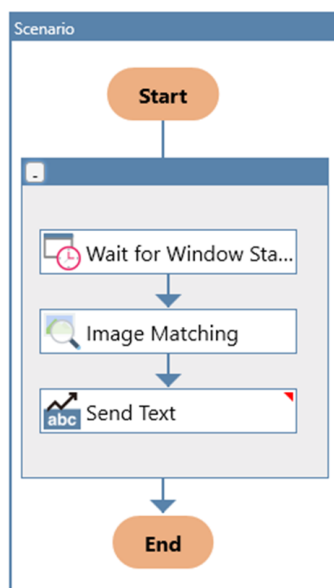 Scenario
Start
-
Wait for Window Sta...
Image Matching
abc
Send Text
End